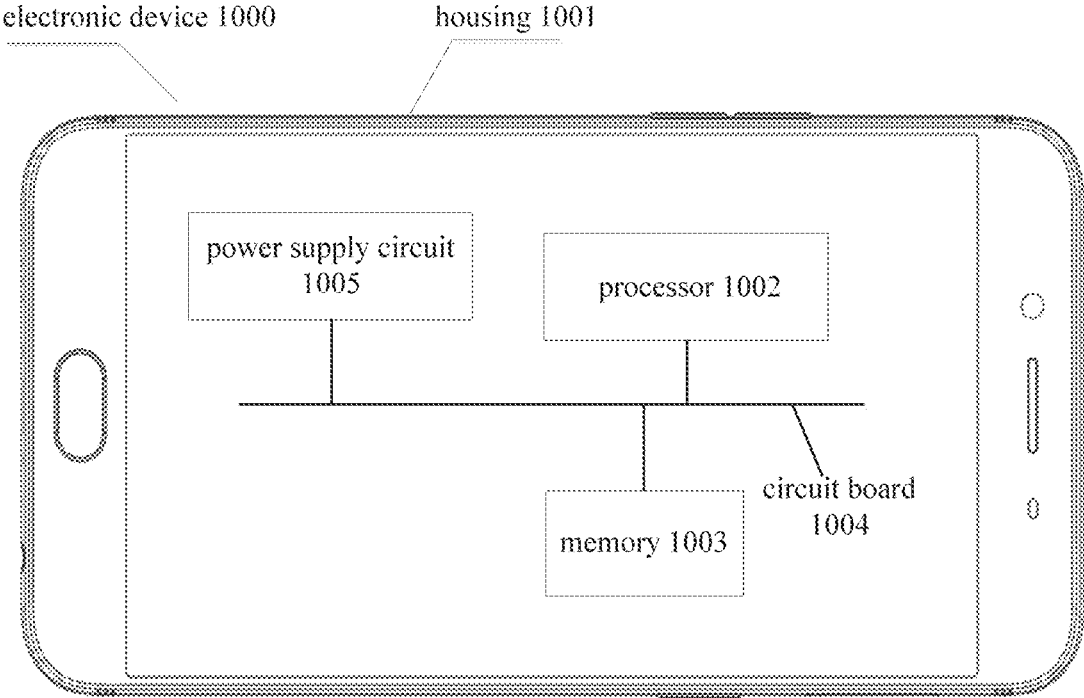 electronic device 1000
housing 1001
power supply circuit
1005
processor 1002
circuit board
1004
memory 1003